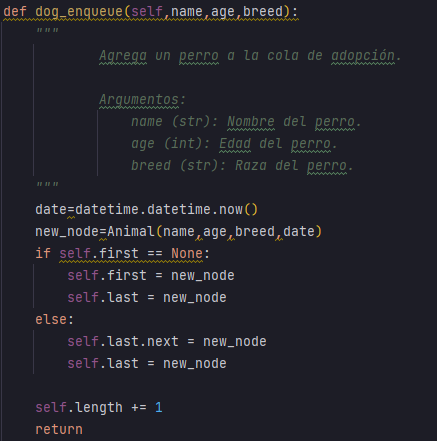 def dog_enqueue(self,name,age,breed):
    """
            Agrega un perro a la cola de adopción.

            Argumentos:
                name (str): Nombre del perro.
                age (int): Edad del perro.
                breed (str): Raza del perro.
    """
    date=datetime.datetime.now()
    new_node=Animal(name,age,breed,date)
    if self.first == None:
        self.first = new_node
        self.last = new_node
    else:
        self.last.next = new_node
        self.last = new_node

    self.length += 1
    return